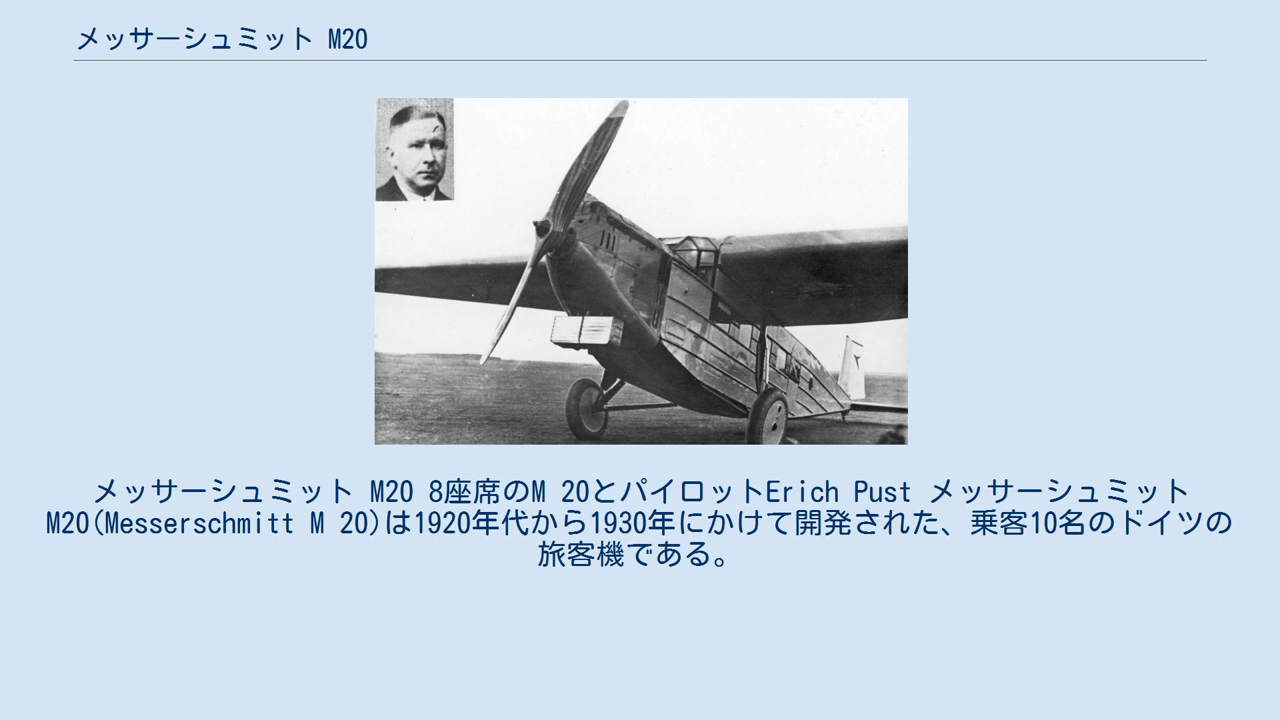 メッサーシュミット M20
メッサーシュミット M20 8座席のM 20とパイロットErich Pust メッサーシュミット
M20(Messerschmitt M 20)は1920年代から1930年にかけて開発された、乗客10名のドイツの
旅客機である。